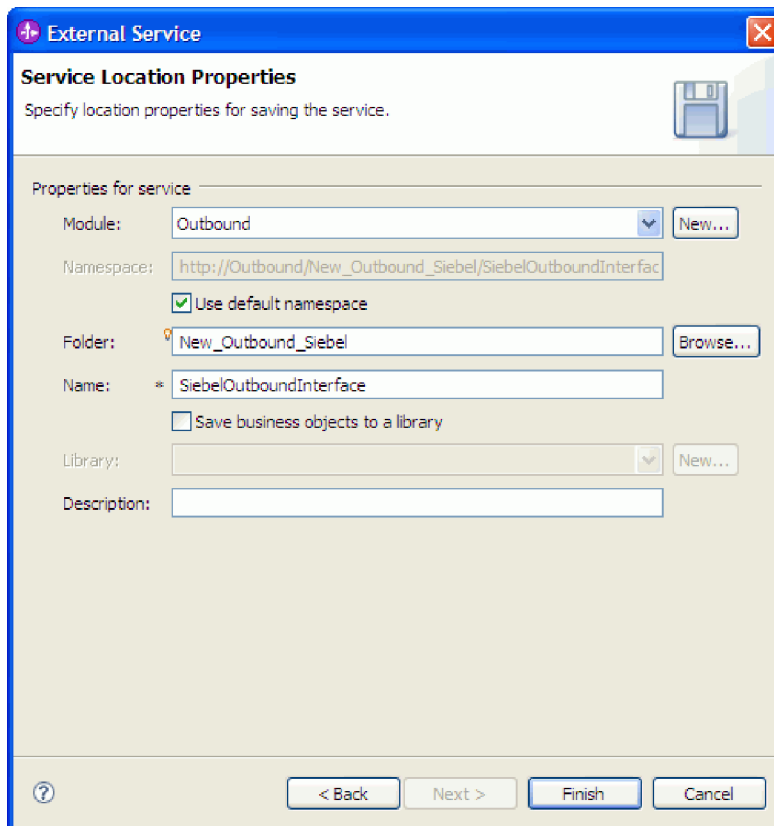 External Service
Service Location Properties
Specify location properties for saving the service.
Properties for service
Module: Outbound New...
Namespace: http://Outbound/New_Outbound_Siebel/SiebelOutboundInterfac
Use default namespace
Folder: New_Outbound_Siebel Browse...
Name: * SiebelOutboundInterface
Save business objects to a library
Library: New...
Description:
? < Back Next > Finish Cancel